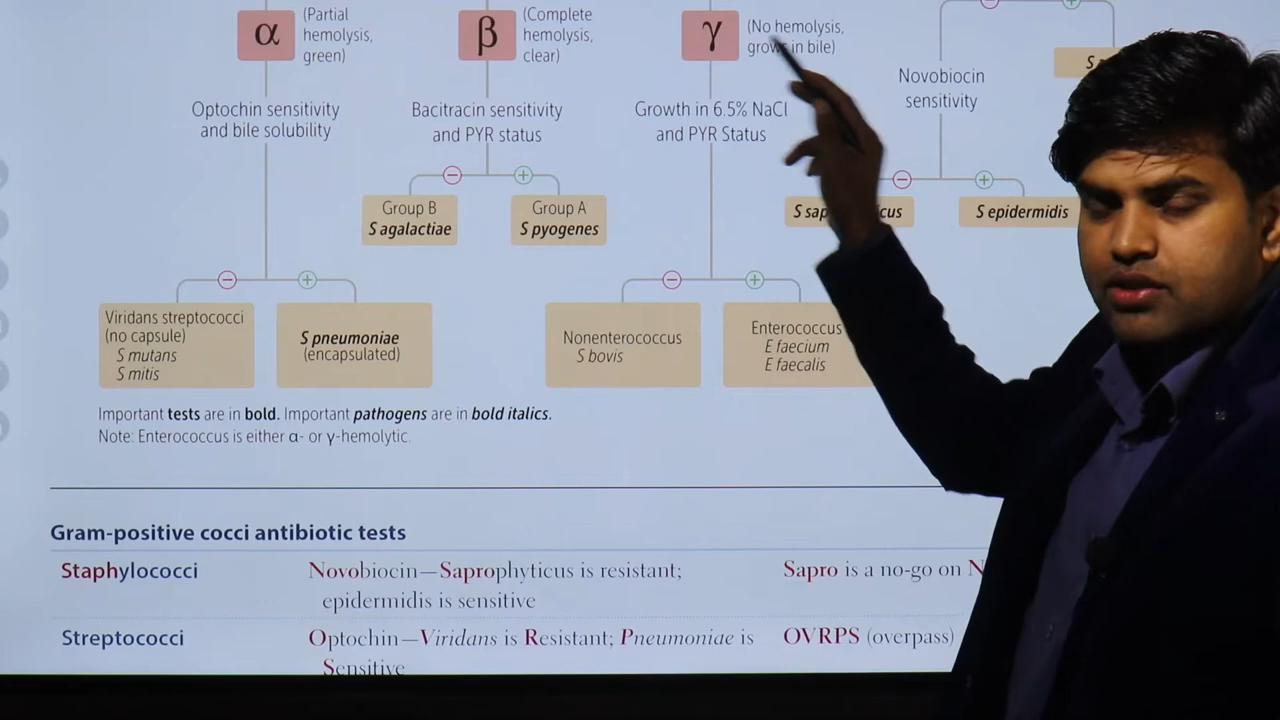 α
(Partial
hemolysis,
green)
β
(Complete
hemolysis,
clear)
γ
(No hemolysis,
grows in bile)
Optochin sensitivity
and bile solubility
Bacitracin sensitivity
and PYR status
Growth in 6.5% NaCl
and PYR Status
Novobiocin
sensitivity
− +
Group B
S agalactiae
Group A
S pyogenes
− +
S epidermidis
− +
Viridans streptococci
(no capsule)
S mutans
S mitis
S pneumoniae
(encapsulated)
− +
Nonenterococcus
S bovis
Enterococcus
E faecium
E faecalis
Important tests are in bold. Important pathogens are in bold italics.
Note: Enterococcus is either α- or γ-hemolytic.
Gram-positive cocci antibiotic tests
Staphylococci
Novobiocin—Saprophyticus is resistant;
epidermidis is sensitive
Sapro is a no-go on N
Streptococci
Optochin—Viridans is Resistant; Pneumoniae is
Sensitive
OVRPS (overpass)